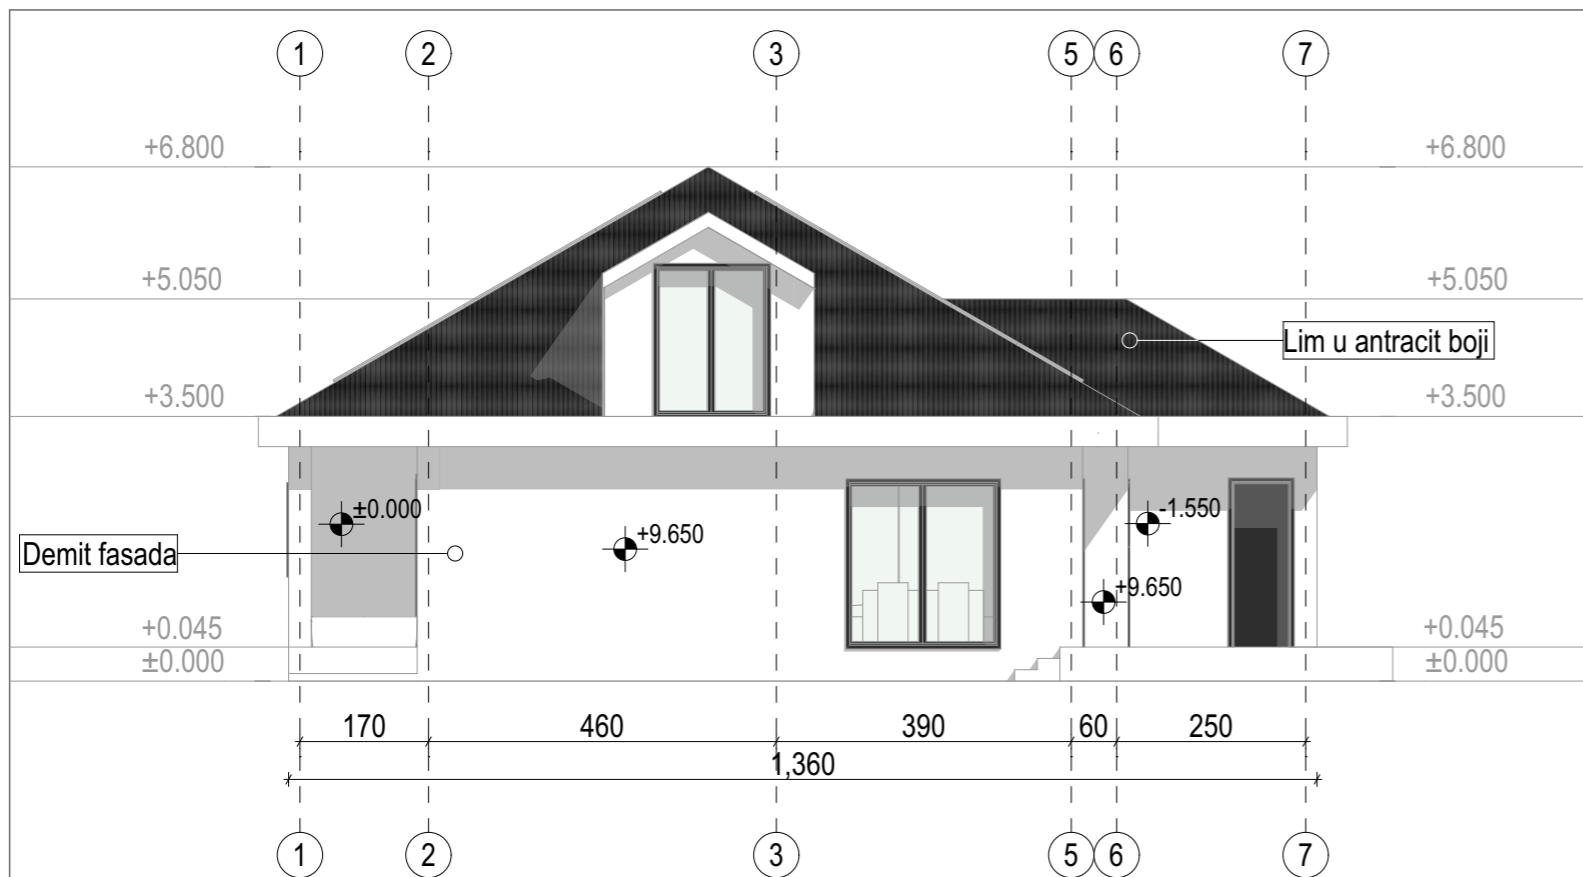 1 2 3 5 6 7
+6.800 +6.800
+5.050 +5.050
Lim u antracit boji
+3.500 +3.500
±0.000 -1.550
+9.650
Demit fasada
+9.650
+0.045 +0.045
±0.000 ±0.000
170 460 390 60 250
1,360
1 2 3 5 6 7